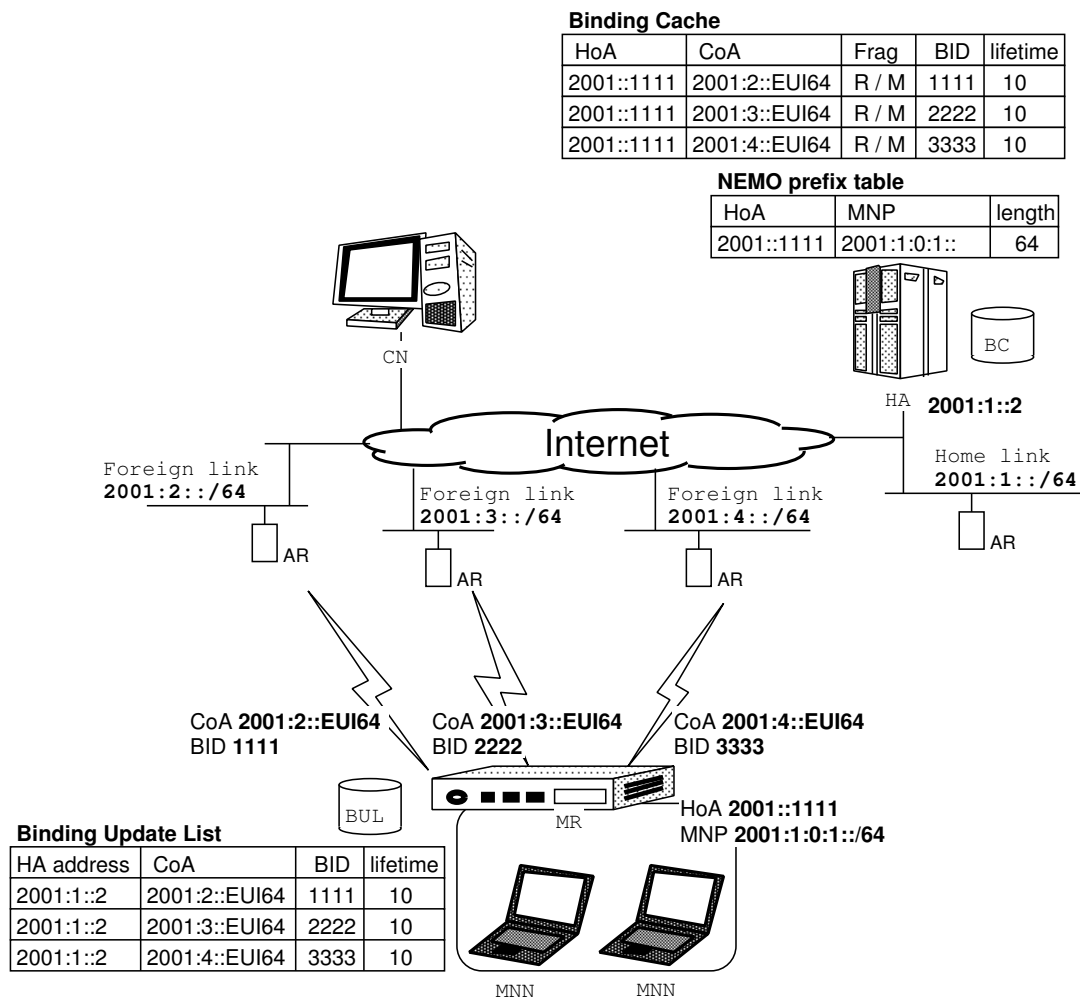 Binding Cache
HoA CoA Frag BID lifetime
2001::1111 2001:2::EUI64 R / M 1111 10
2001::1111 2001:3::EUI64 R / M 2222 10
2001::1111 2001:4::EUI64 R / M 3333 10
NEMO prefix table
HoA MNP length
2001::1111 2001:1:0:1:: 64
CN
BC
HA 2001:1::2
Internet
Foreign link
2001:2::/64
Foreign link
2001:3::/64
Foreign link
2001:4::/64
Home link
2001:1::/64
AR
AR
AR
AR
CoA 2001:2::EUI64
BID 1111
CoA 2001:3::EUI64
BID 2222
CoA 2001:4::EUI64
BID 3333
BUL
MR
HoA 2001::1111
MNP 2001:1:0:1::/64
Binding Update List
HA address CoA BID lifetime
2001:1::2 2001:2::EUI64 1111 10
2001:1::2 2001:3::EUI64 2222 10
2001:1::2 2001:4::EUI64 3333 10
MNN
MNN